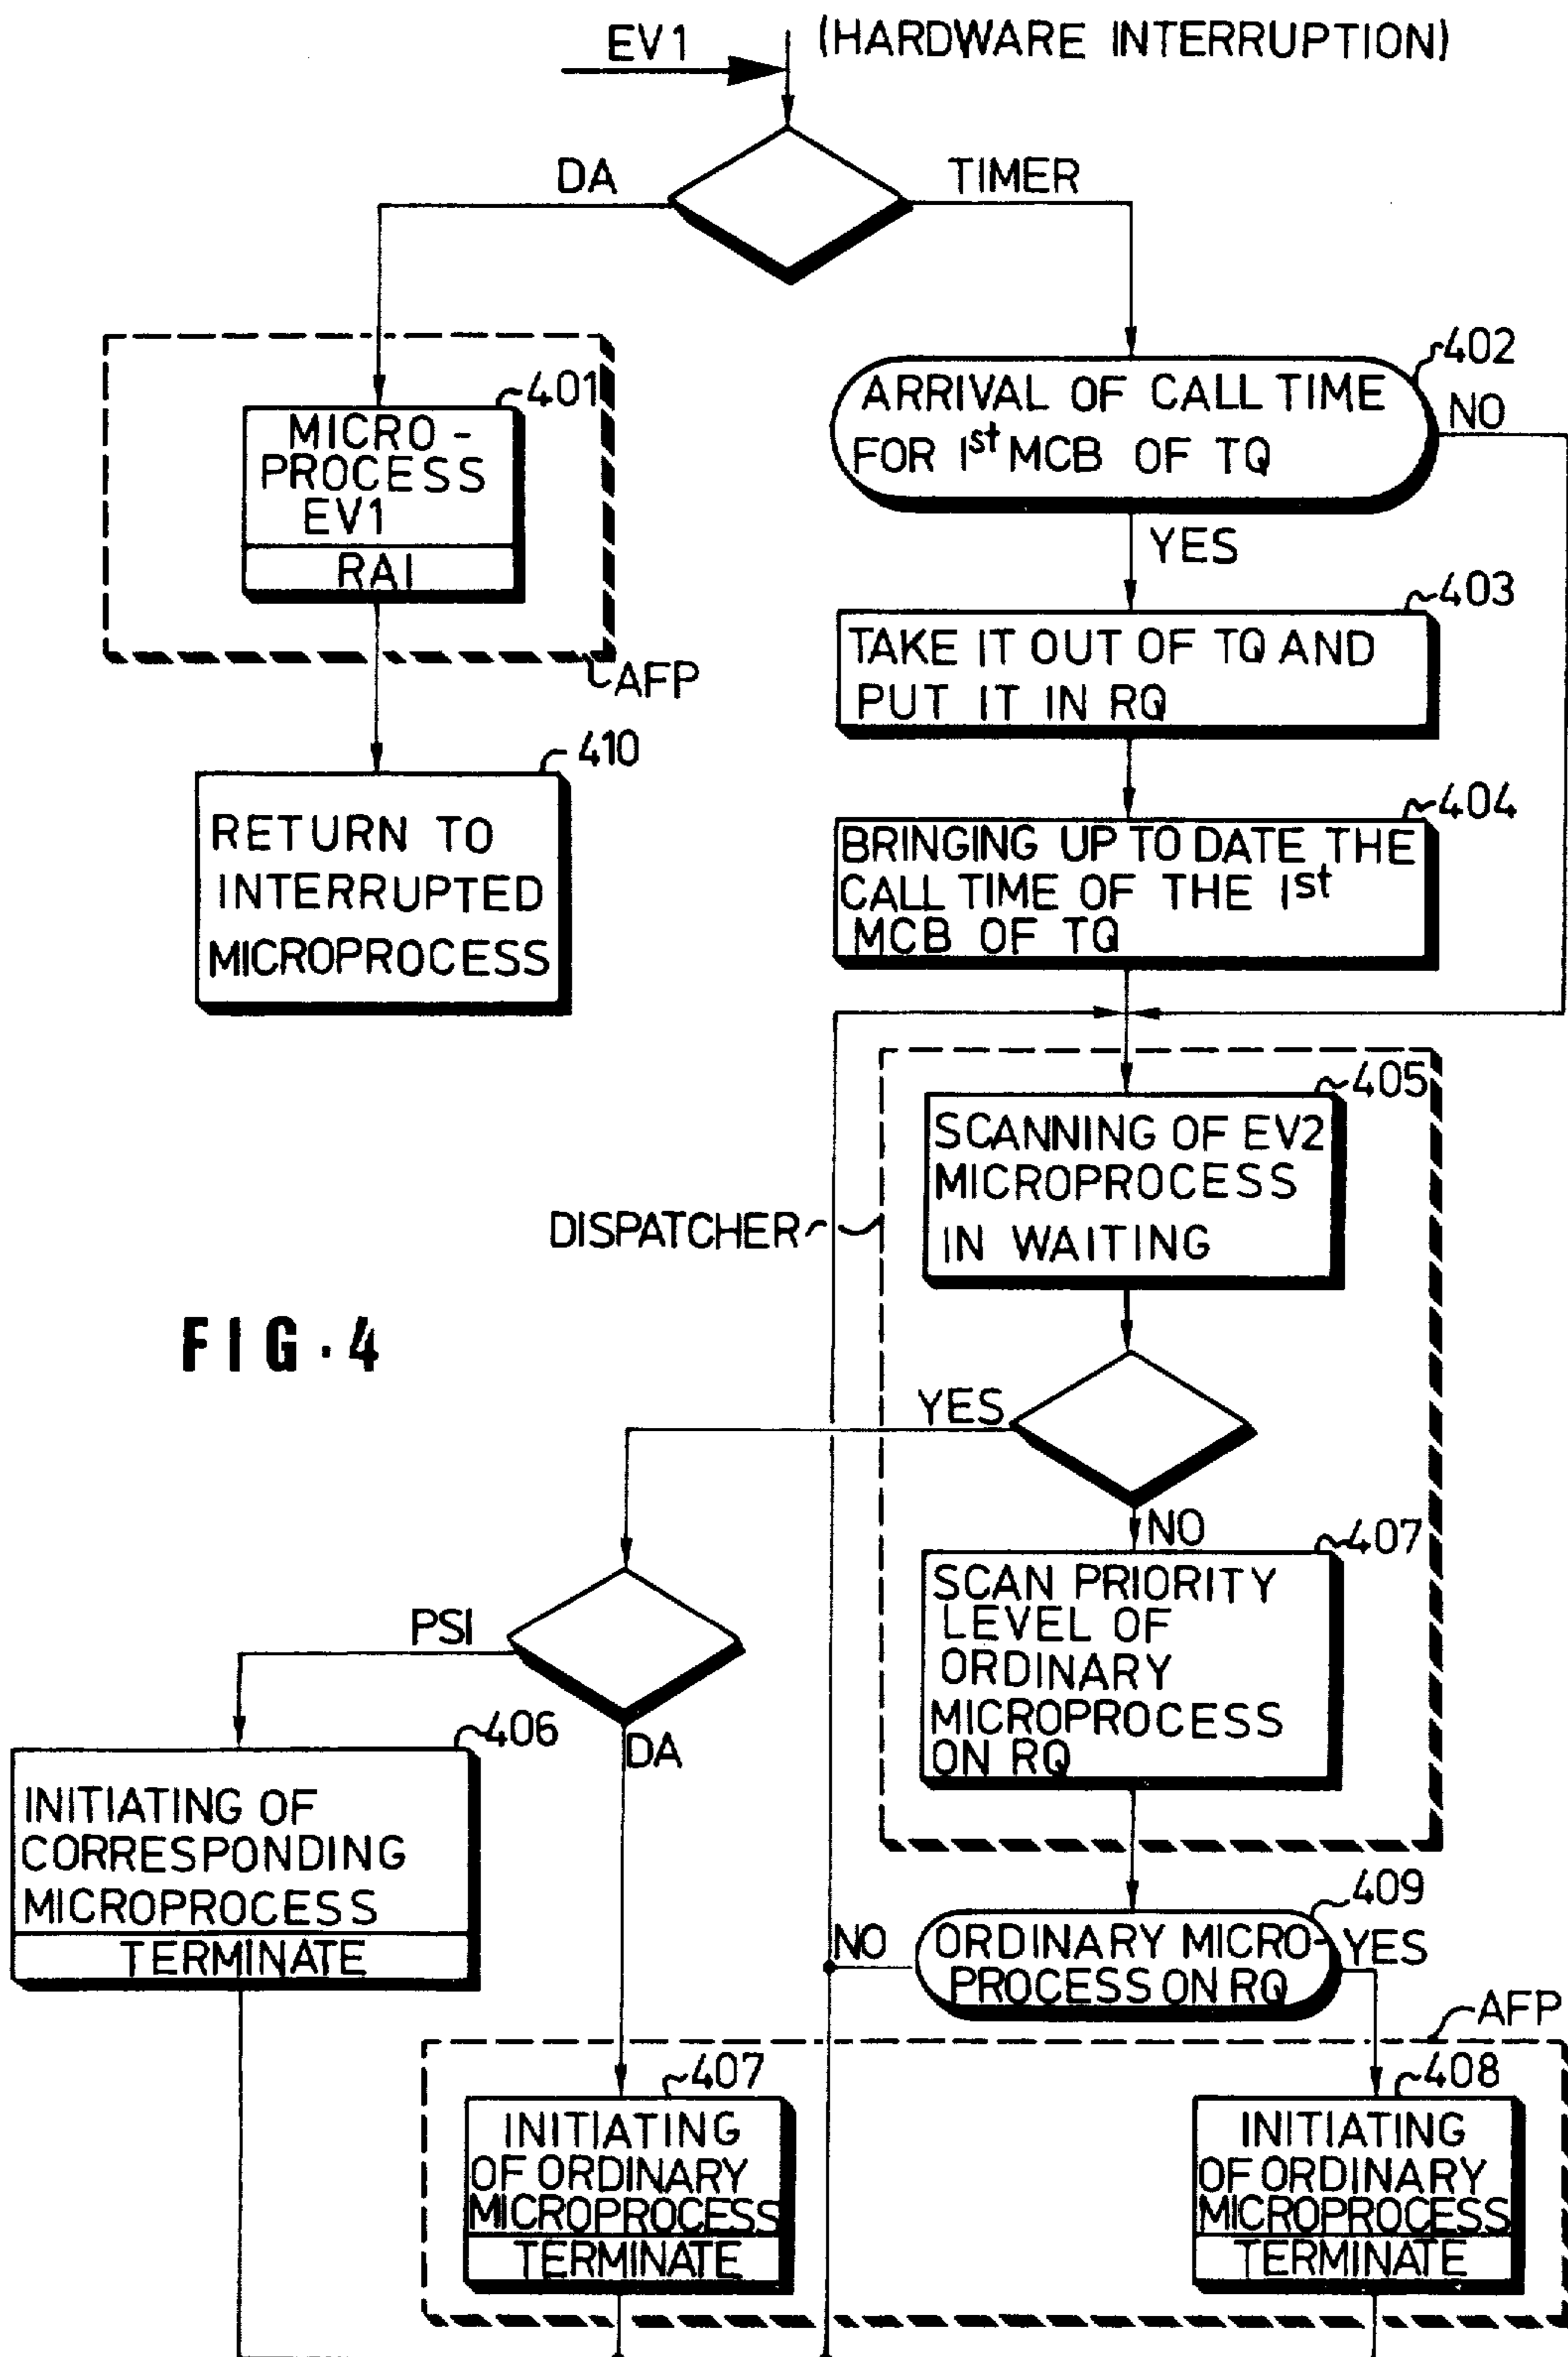 EV1
(HARDWARE INTERRUPTION)
DA
TIMER
402
ARRIVAL OF CALL TIME
FOR 1st MCB OF TQ
NO
YES
401
MICRO -
PROCESS
EV1
RAI
AFP
403
TAKE IT OUT OF TQ AND
PUT IT IN RQ
410
RETURN TO
INTERRUPTED
MICROPROCESS
404
BRINGING UP TO DATE THE
CALL TIME OF THE 1st
MCB OF TQ
405
SCANNING OF EV2
MICROPROCESS
IN WAITING
DISPATCHER
FIG. 4
YES
NO
407
SCAN PRIORITY
LEVEL OF
ORDINARY
MICROPROCESS
ON RQ
PSI
DA
406
INITIATING OF
CORRESPONDING
MICROPROCESS
TERMINATE
409
NO
ORDINARY MICRO-
PROCESS ON RQ
YES
AFP
407
INITIATING
OF ORDINARY
MICROPROCESS
TERMINATE
408
INITIATING
OF ORDINARY
MICROPROCESS
TERMINATE